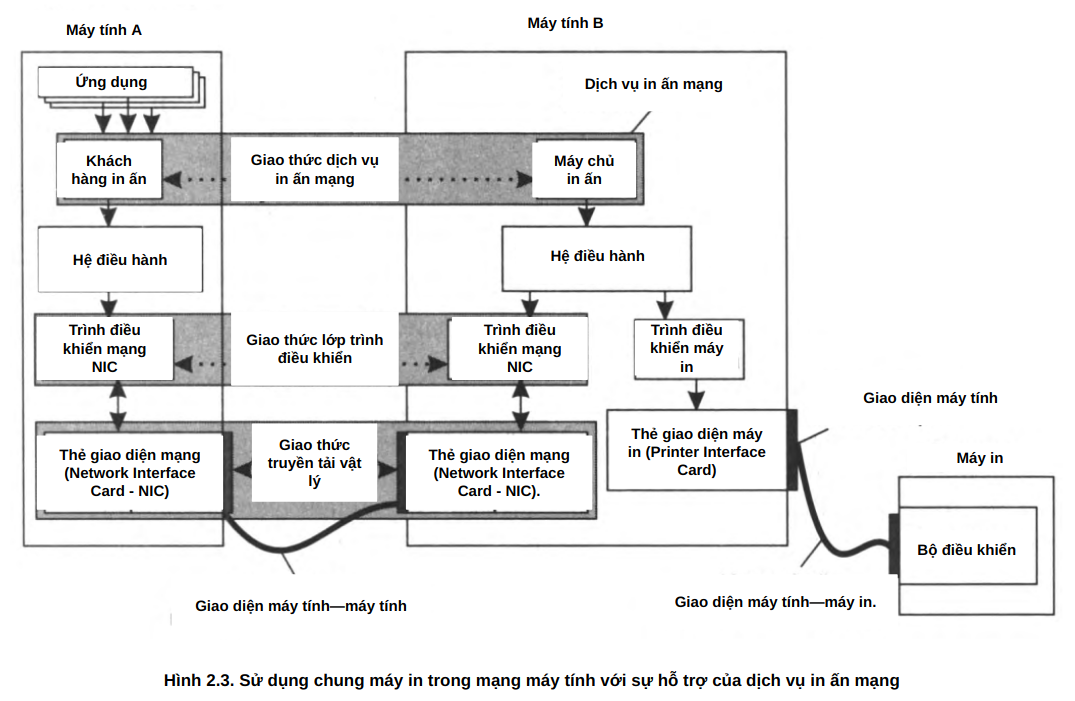 Máy tính A
Máy tính B
Ứng dụng
Dịch vụ in ấn mạng
Khách
hàng in ấn
Giao thức dịch vụ
in ấn mạng
Máy chủ
in ấn
Hệ điều hành
Hệ điều hành
Trình điều
khiển mạng
NIC
Giao thức lớp trình
điều khiển
Trình điều
khiển mạng
NIC
Trình điều
khiển máy
in
Giao diện máy tính
Thẻ giao diện mạng
(Network Interface
Card - NIC)
Giao thức
truyền tải vật
lý
Thẻ giao diện mạng
(Network Interface
Card - NIC).
Thẻ giao diện máy
in (Printer Interface
Card)
Máy in
Bộ điều khiển
Giao diện máy tính—máy tính
Giao diện máy tính—máy in.
Hình 2.3. Sử dụng chung máy in trong mạng máy tính với sự hỗ trợ của dịch vụ in ấn mạng